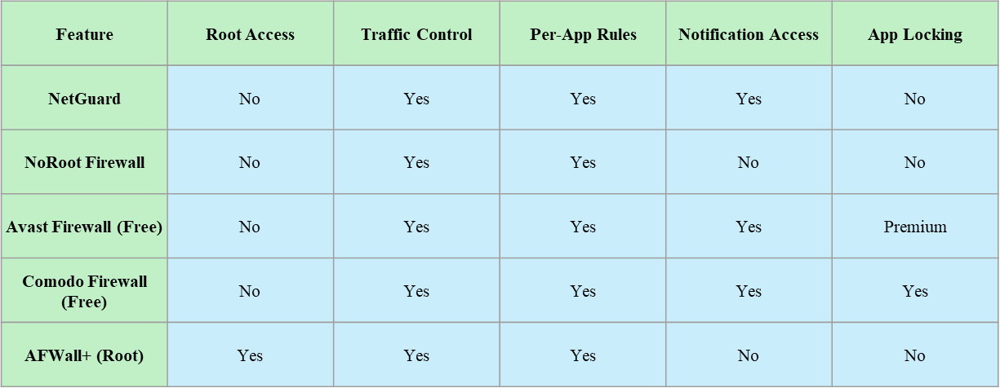 Feature Root Access Traffic Control Per-App Rules Notification Access App Locking
NetGuard No Yes Yes Yes No
NoRoot Firewall No Yes Yes No No
Avast Firewall (Free) No Yes Yes Yes Premium
Comodo Firewall
(Free) No Yes Yes Yes Yes
AFWall+ (Root) Yes Yes Yes No No